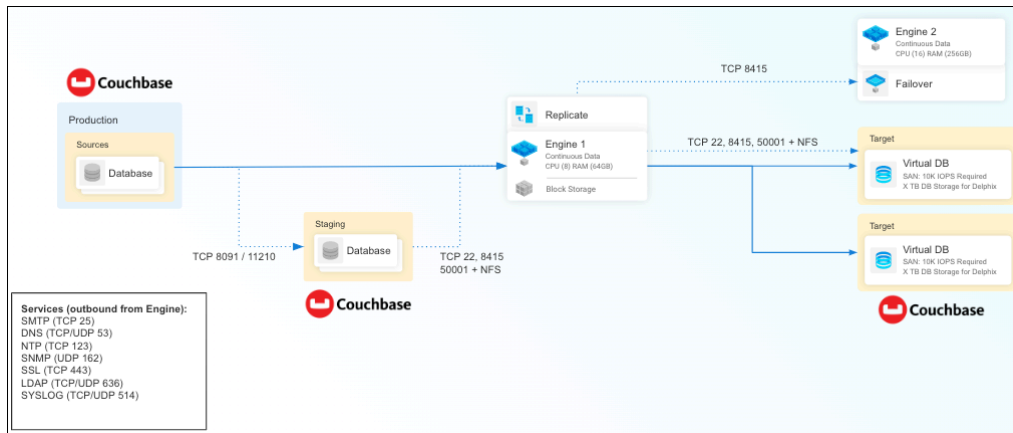 Couchbase
Production
Sources
Database
TCP 8091 / 11210
Staging
Database
Couchbase
TCP 22, 8415
50001 + NFS
Replicate
Engine 1
Continuous Data
CPU (8) RAM (64GB)
Block Storage
TCP 8415
Engine 2
Continuous Data
CPU (16) RAM (256GB)
Failover
TCP 22, 8415, 50001 + NFS
Target
Virtual DB
SAN: 10K IOPS Required
X TB DB Storage for Delphix
Target
Virtual DB
SAN: 10K IOPS Required
X TB DB Storage for Delphix
Couchbase
Services (outbound from Engine):
SMTP (TCP 25)
DNS (TCP/UDP 53)
NTP (TCP 123)
SNMP (UDP 162)
SSL (TCP 443)
LDAP (TCP/UDP 636)
SYSLOG (TCP/UDP 514)